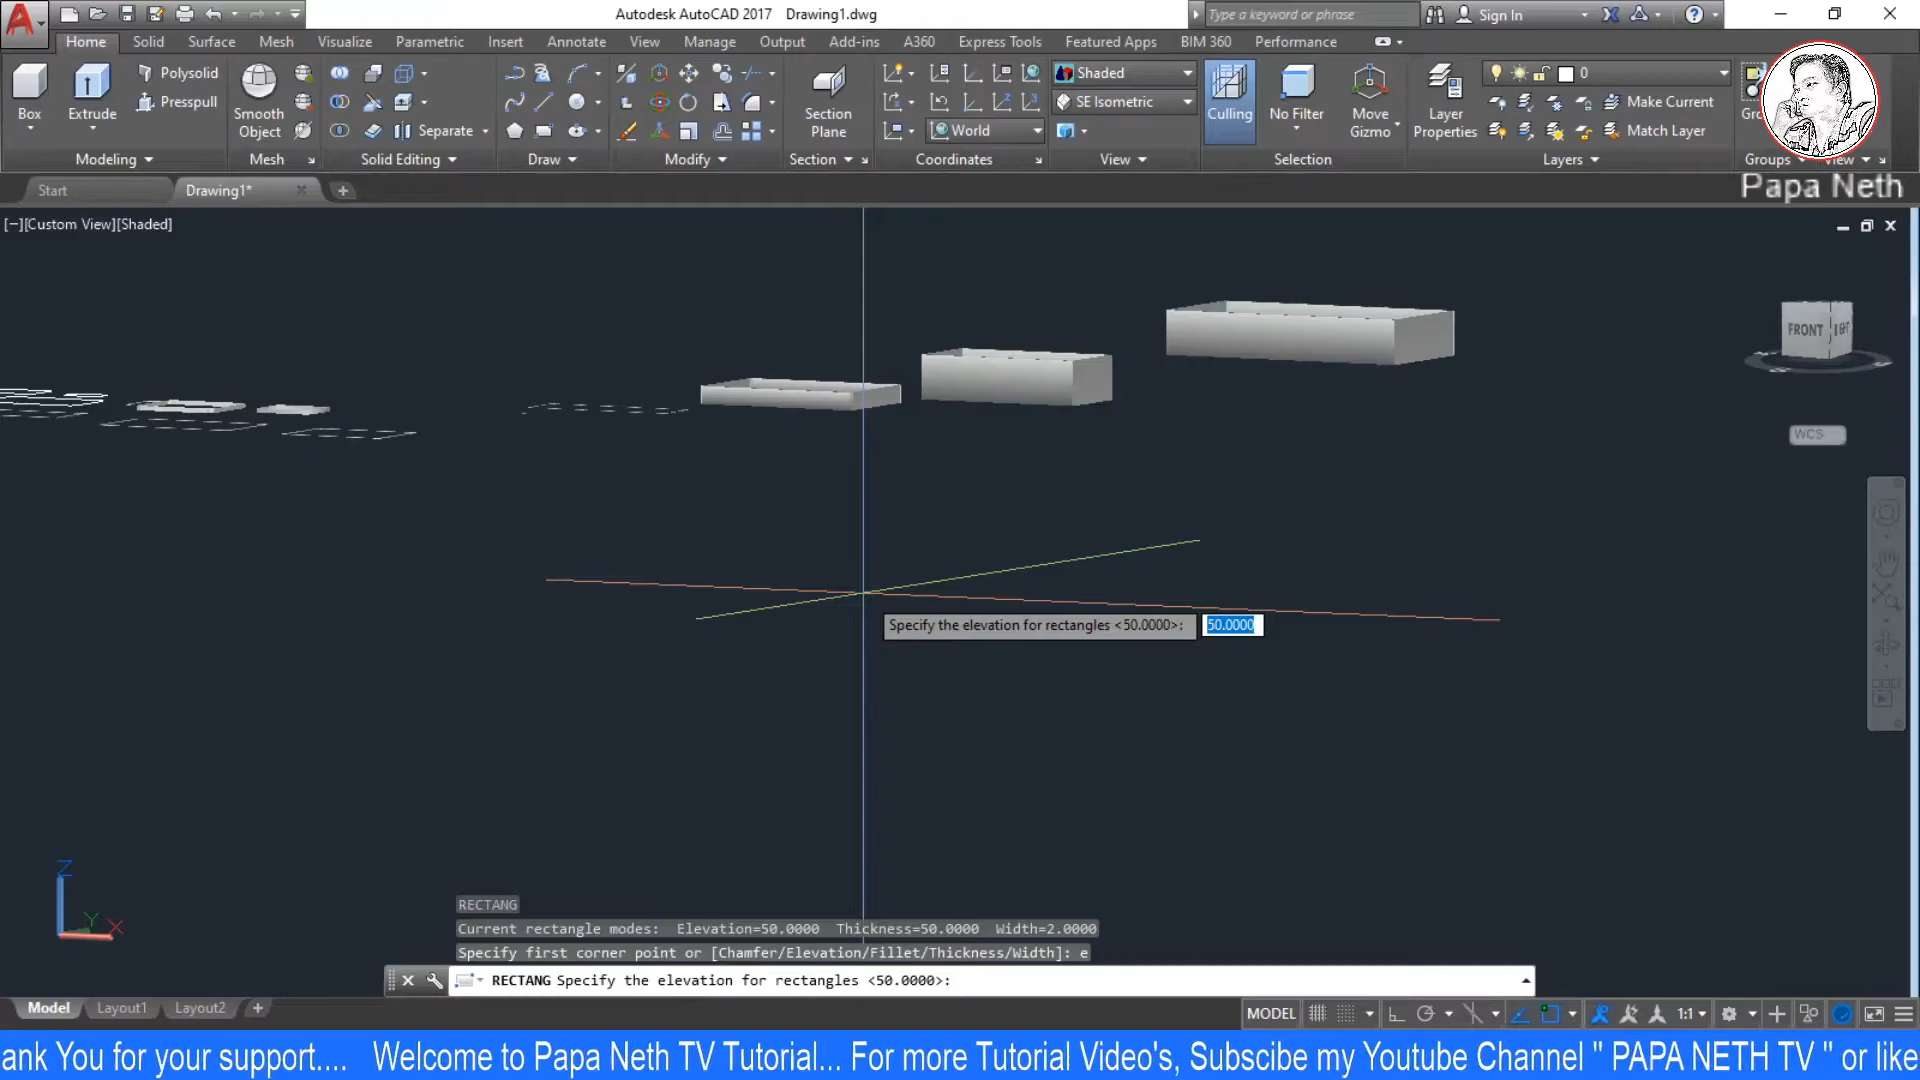 Autodesk AutoCAD 2017 Drawing1.dwg
Type a keyword or phrase
Sign In
Home Solid Surface Mesh Visualize Parametric Insert Annotate View Manage Output Add-ins A360 Express Tools Featured Apps BIM 360 Performance
Box
Extrude
Polysolid
Presspull
Smooth Object
Separate
Section Plane
World
Shaded
SE Isometric
Culling
No Filter
Move Gizmo
Layer Properties
0
Make Current
Match Layer
Modeling Mesh Solid Editing Draw Modify Section Coordinates View Selection Layers Groups View
Papa Neth
Start Drawing1*
[−][Custom View][Shaded]
FRONT
WCS
Specify the elevation for rectangles <50.0000>: 50.0000
Z
Y
X
RECTANG
Current rectangle modes: Elevation=50.0000 Thickness=50.0000 Width=2.0000
Specify first corner point or [Chamfer/Elevation/Fillet/Thickness/Width]: e
RECTANG Specify the elevation for rectangles <50.0000>:
Model Layout1 Layout2
MODEL
1:1
ank You for your support.... Welcome to Papa Neth TV Tutorial... For more Tutorial Video's, Subscibe my Youtube Channel " PAPA NETH TV " or like